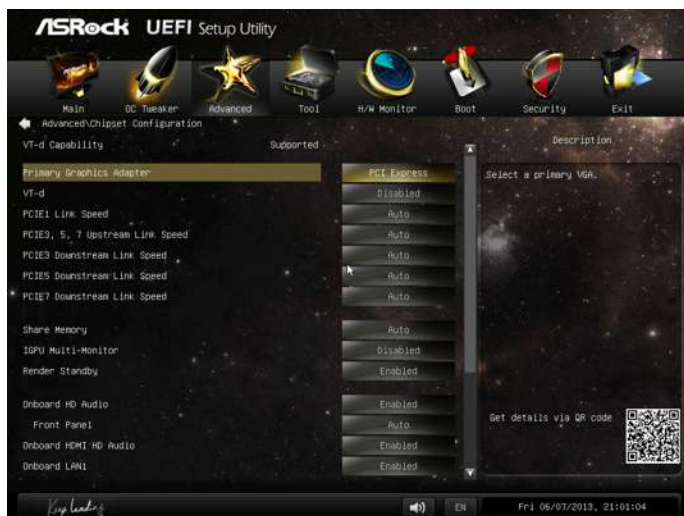 ASRock UEFI Setup Utility
Main OC Tweaker Advanced Tool H/W Monitor Boot Security Exit
Advanced\Chipset Configuration
Description
VT-d Capability Supported
Primary Graphics Adapter PCI Express
Select a primary VGA.
VT-d Disabled
PCIE1 Link Speed Auto
PCIE3, 5, 7 Upstream Link Speed Auto
PCIE3 Downstream Link Speed Auto
PCIE5 Downstream Link Speed Auto
PCIE7 Downstream Link Speed Auto
Share Memory Auto
IGPU Multi-Monitor Disabled
Render Standby Enabled
Onboard HD Audio Enabled
Front Panel Auto
Get details via QR code
Onboard HDMI HD Audio Enabled
Onboard LAN1 Enabled
Keep Leading
EN
Fri 06/07/2013, 21:01:04